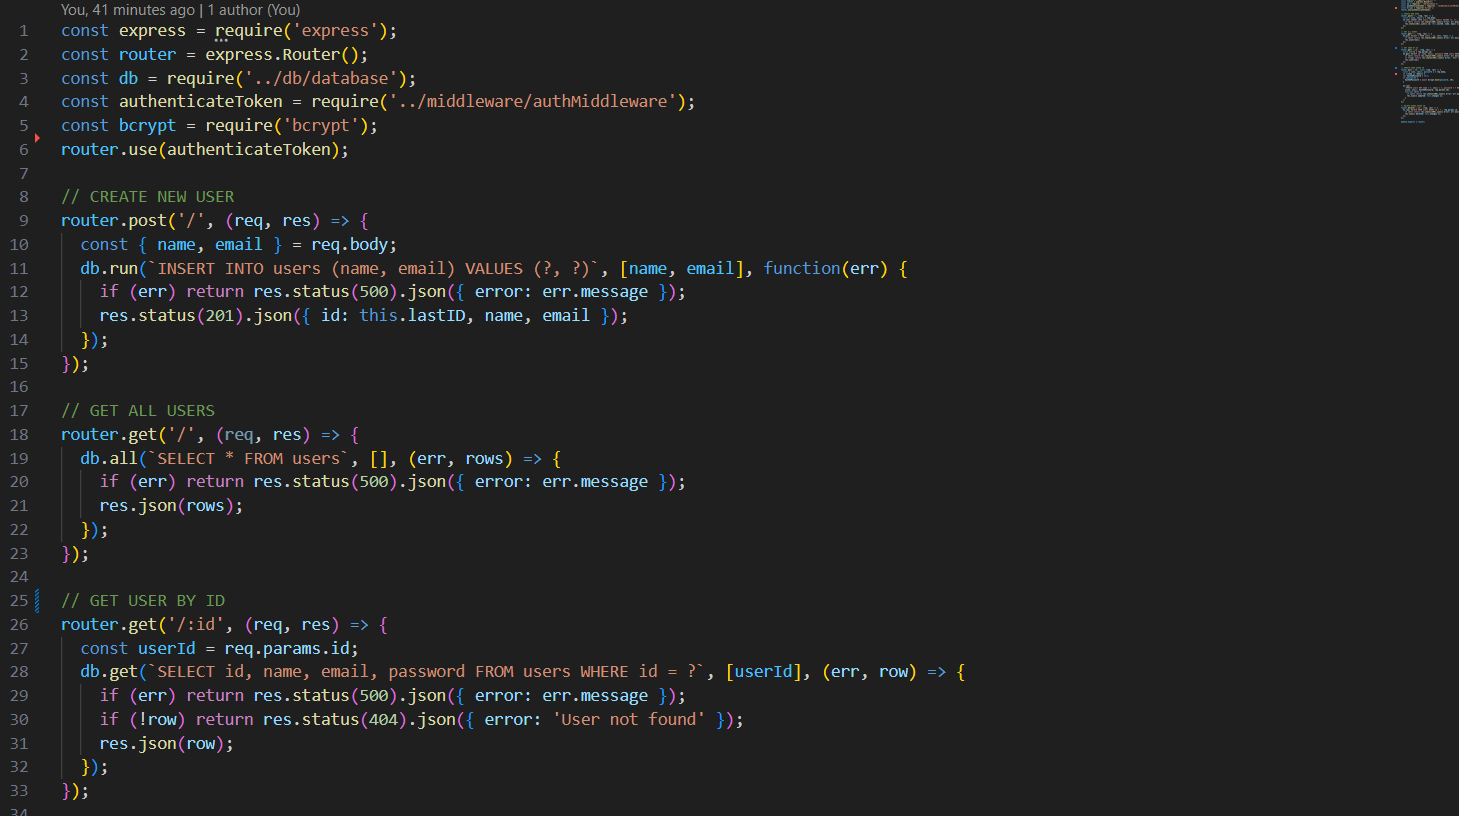 You, 41 minutes ago | 1 author (You)
1 const express = require('express');
2 const router = express.Router();
3 const db = require('../db/database');
4 const authenticateToken = require('../middleware/authMiddleware');
5 const bcrypt = require('bcrypt');
6 router.use(authenticateToken);
7
8 // CREATE NEW USER
9 router.post('/', (req, res) => {
10   const { name, email } = req.body;
11   db.run(`INSERT INTO users (name, email) VALUES (?, ?)`, [name, email], function(err) {
12     if (err) return res.status(500).json({ error: err.message });
13     res.status(201).json({ id: this.lastID, name, email });
14   });
15 });
16
17 // GET ALL USERS
18 router.get('/', (req, res) => {
19   db.all(`SELECT * FROM users`, [], (err, rows) => {
20     if (err) return res.status(500).json({ error: err.message });
21     res.json(rows);
22   });
23 });
24
25 // GET USER BY ID
26 router.get('/:id', (req, res) => {
27   const userId = req.params.id;
28   db.get(`SELECT id, name, email, password FROM users WHERE id = ?`, [userId], (err, row) => {
29     if (err) return res.status(500).json({ error: err.message });
30     if (!row) return res.status(404).json({ error: 'User not found' });
31     res.json(row);
32   });
33 });
34